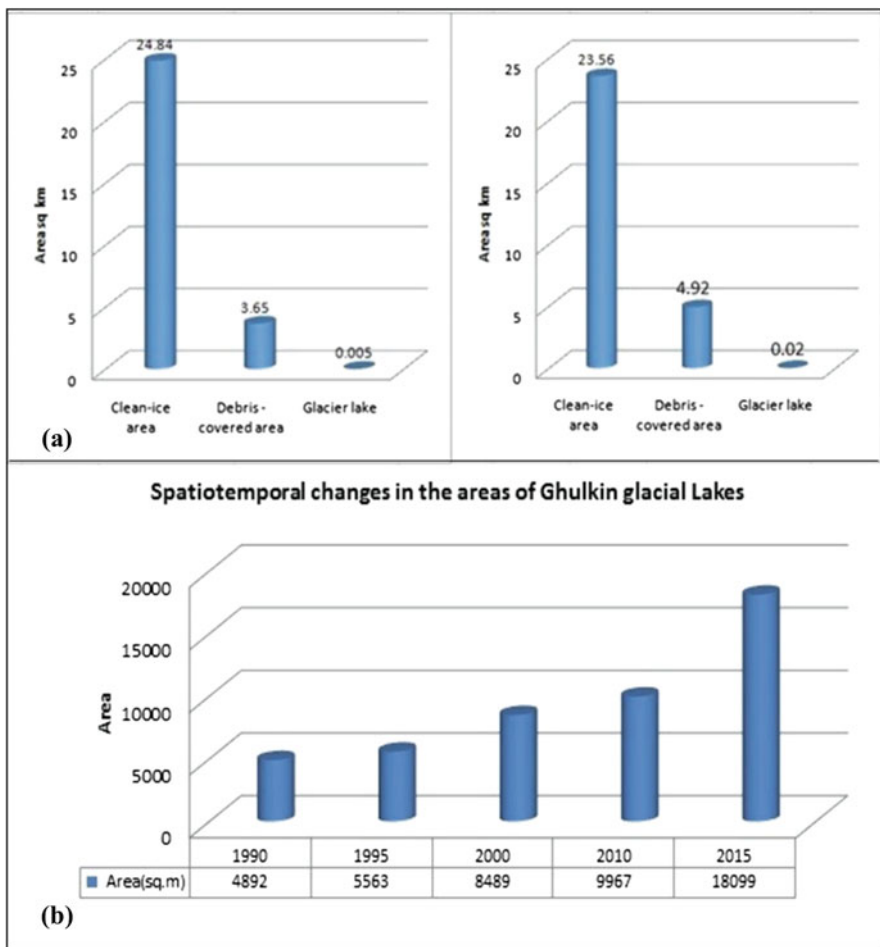 24.84
25
20
15
10
5
0
Area sq km
3.65
0.005
Clean-ice
area
Debris -
covered area
Glacier lake
(a)
23.56
25
20
15
10
5
0
Area sq km
4.92
0.02
Clean-ice
area
Debris -
covered area
Glacier lake
Spatiotemporal changes in the areas of Ghulkin glacial Lakes
20000
15000
10000
5000
0
Area
1990 1995 2000 2010 2015
Area(sq.m) 4892 5563 8489 9967 18099
(b)